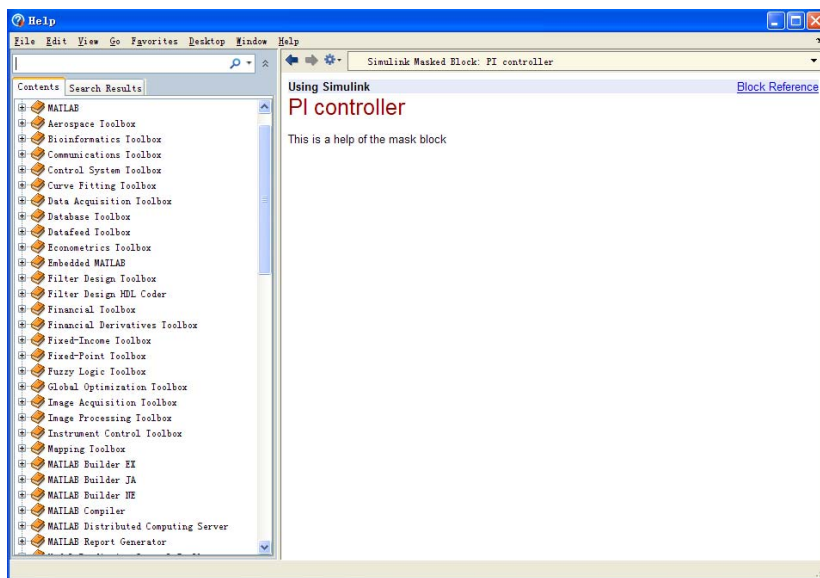 Help
File Edit View Go Favorites Desktop Window Help
Simulink Masked Block: PI controller
Contents Search Results
MATLAB
Aerospace Toolbox
Bioinformatics Toolbox
Communications Toolbox
Control System Toolbox
Curve Fitting Toolbox
Data Acquisition Toolbox
Database Toolbox
Datafeed Toolbox
Econometrics Toolbox
Embedded MATLAB
Filter Design Toolbox
Filter Design HDL Coder
Financial Toolbox
Financial Derivatives Toolbox
Fixed-Income Toolbox
Fixed-Point Toolbox
Fuzzy Logic Toolbox
Global Optimization Toolbox
Image Acquisition Toolbox
Image Processing Toolbox
Instrument Control Toolbox
Mapping Toolbox
MATLAB Builder EX
MATLAB Builder JA
MATLAB Builder NE
MATLAB Compiler
MATLAB Distributed Computing Server
MATLAB Report Generator
Using Simulink Block Reference
PI controller
This is a help of the mask block